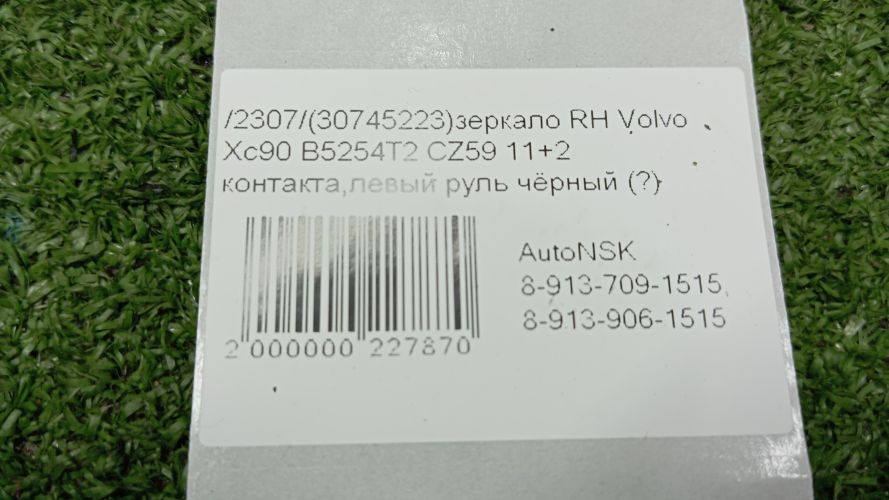 /2307/(30745223)зеркало RH Volvo
Xc90 B5254T2 CZ59 11+2
контакта,левый руль чёрный (?)
AutoNSK
8-913-709-1515,
8-913-906-1515
2 000000 227870